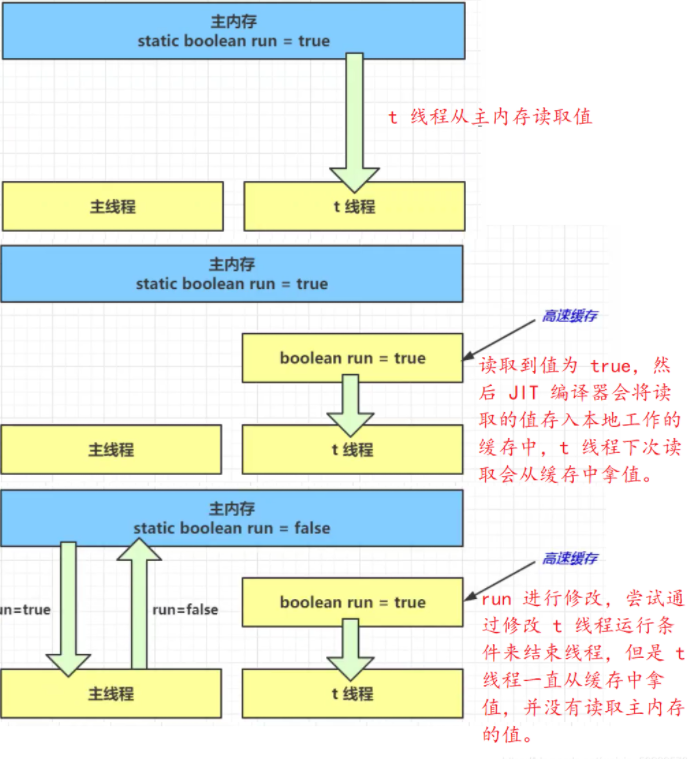 主内存
static boolean run = true
t 线程从主内存读取值
主线程
t 线程
主内存
static boolean run = true
高速缓存
boolean run = true
读取到值为 true，然
后 JIT 编译器会将读
取的值存入本地工作的
缓存中，t 线程下次读
取会从缓存中拿值。
主线程
t 线程
主内存
static boolean run = false
高速缓存
boolean run = true
un=true
run=false
run 进行修改，尝试通
过修改 t 线程运行条
件来结束线程，但是 t
线程一直从缓存中拿
值，并没有读取主内存
的值。
主线程
t 线程